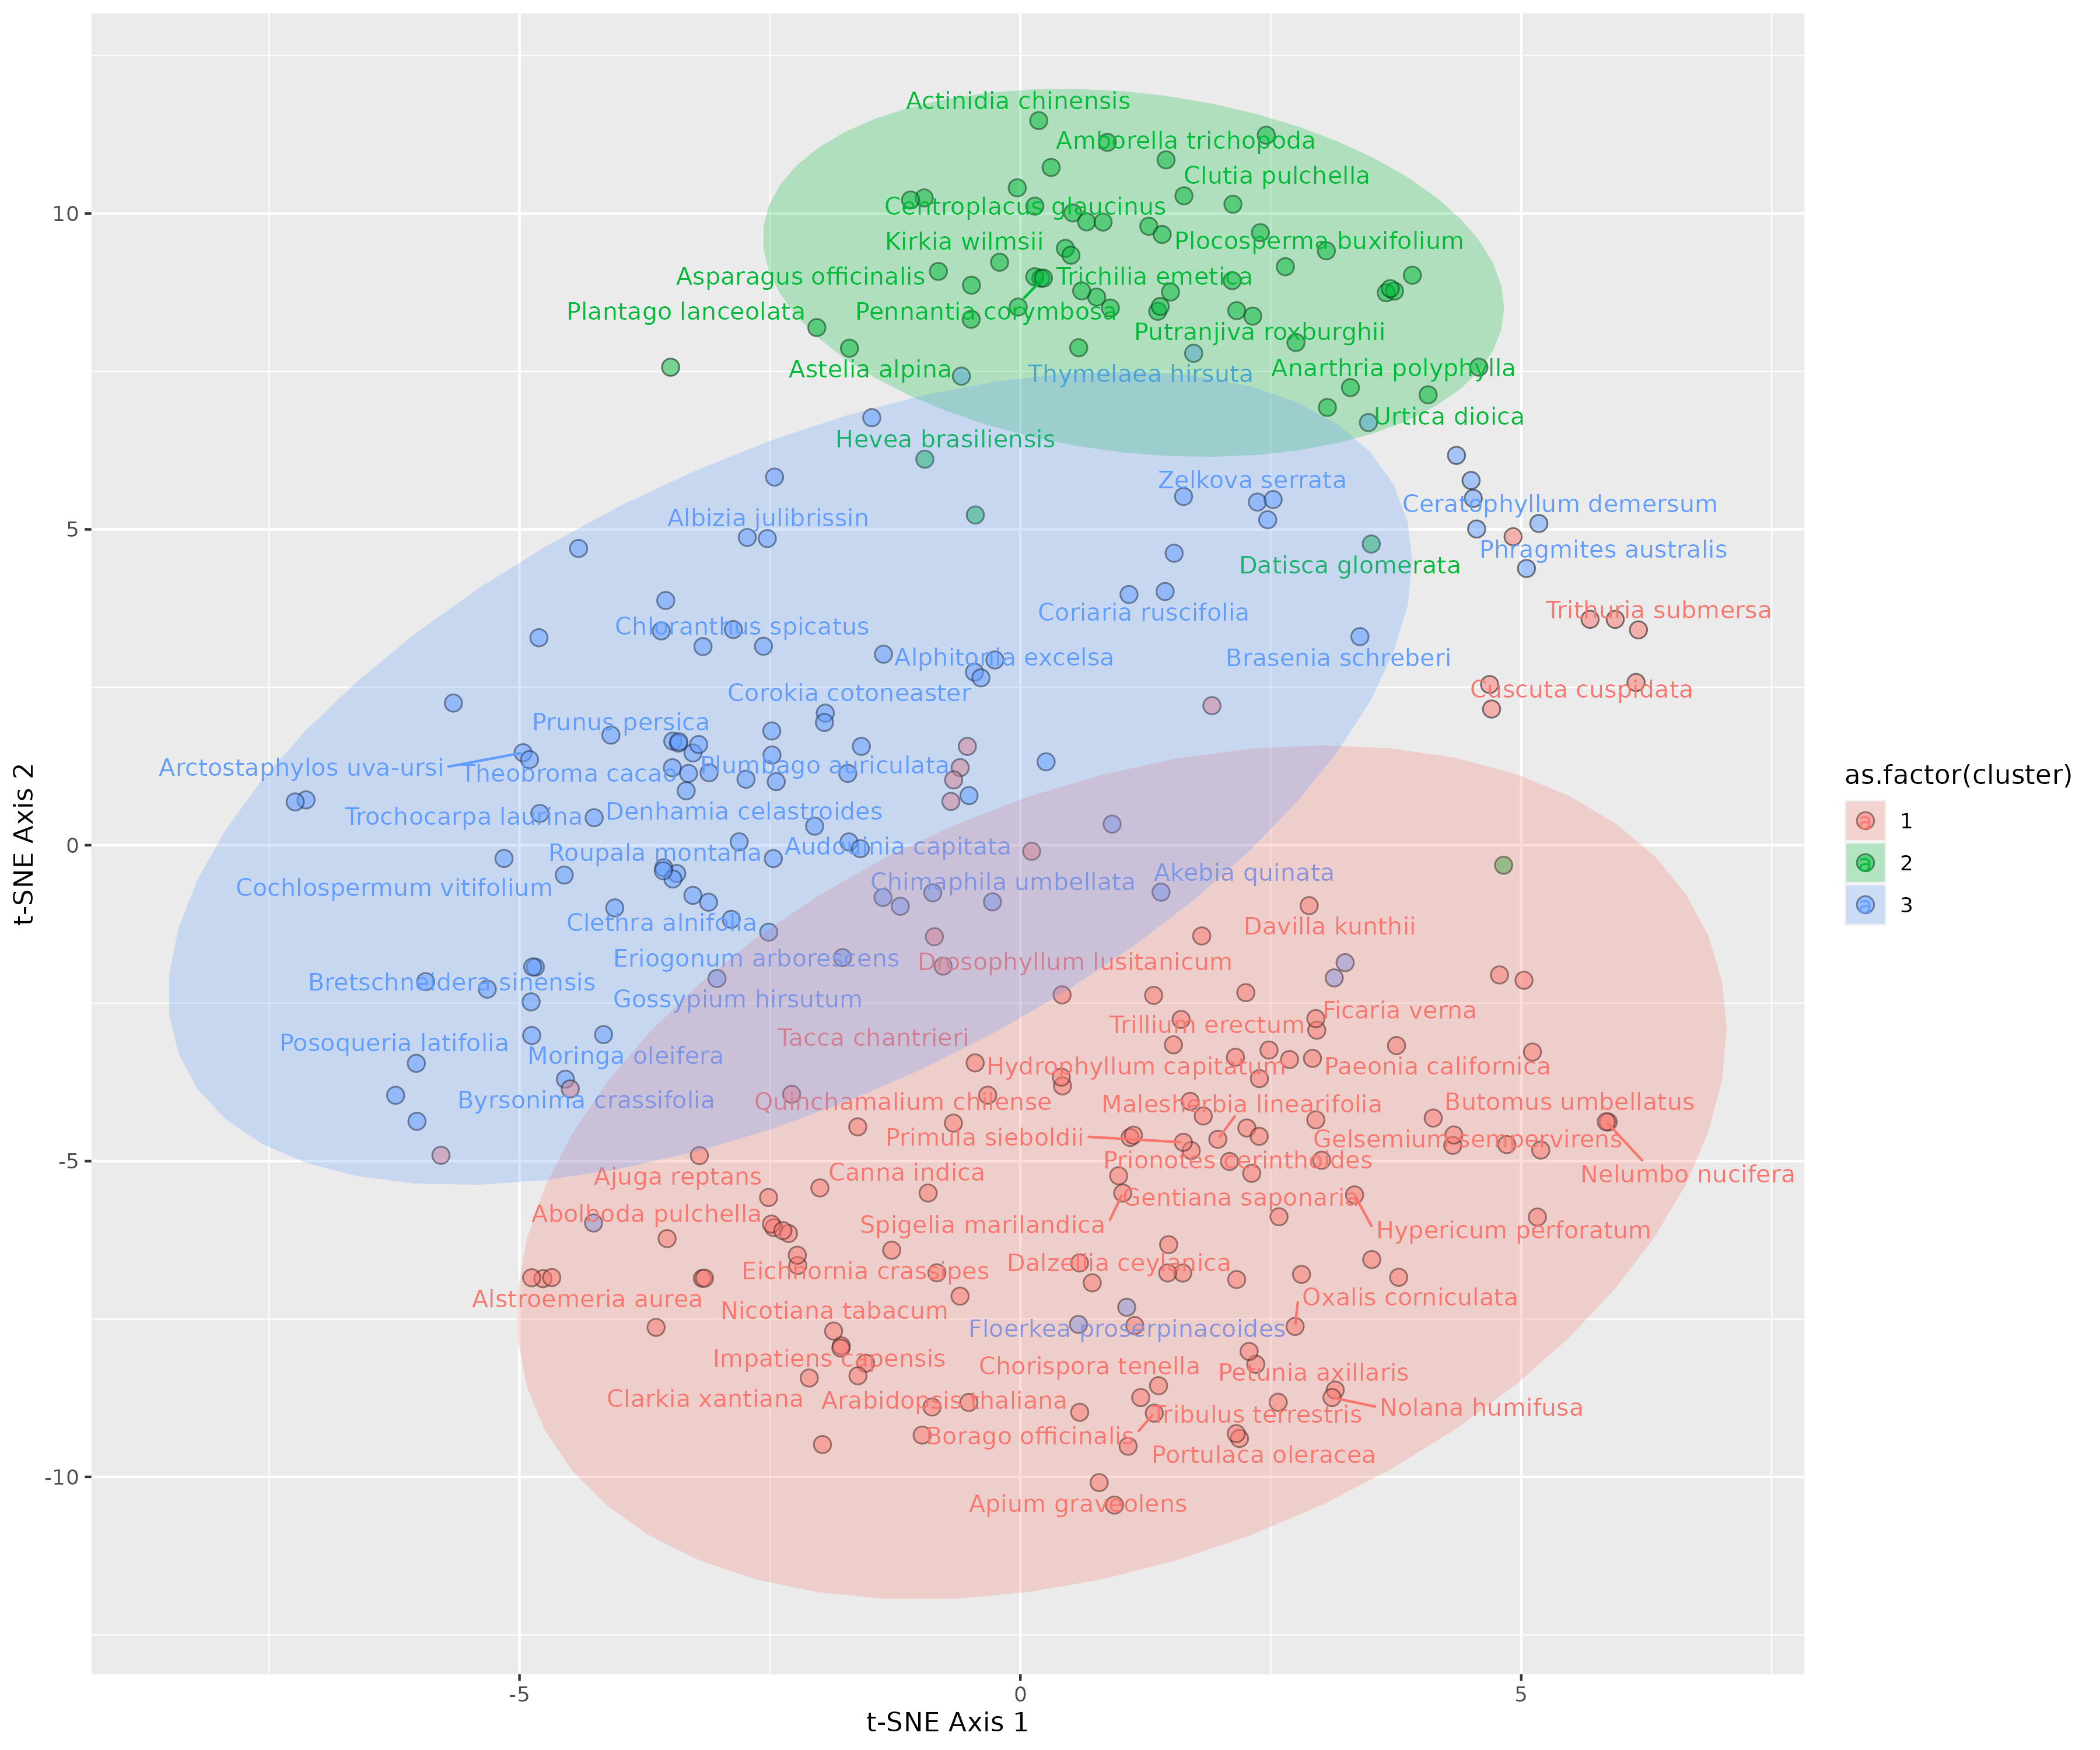 Actinidia chinensis
Amborella trichopoda
Clutia pulchella
Centroplacus glaucinus
Kirkia wilmsii
Plocosperma buxifolium
Asparagus officinalis
Trichilia emetica
Plantago lanceolata
Pennantia corymbosa
Putranjiva roxburghii
Astelia alpina
Thymelaea hirsuta
Anarthria polyphylla
Urtica dioica
Hevea brasiliensis
Zelkova serrata
Ceratophyllum demersum
Albizia julibrissin
Phragmites australis
Datisca glomerata
Trithuria submersa
Coriaria ruscifolia
Chloranthus spicatus
Alphitonia excelsa
Brasenia schreberi
Cuscuta cuspidata
Corokia cotoneaster
Prunus persica
Arctostaphylos uva-ursi
Theobroma cacao
Plumbago auriculata
Trochocarpa laurina
Denhamia celastroides
Roupala montana
Audouinia capitata
Cochlospermum vitifolium
Chimaphila umbellata
Akebia quinata
Clethra alnifolia
Davilla kunthii
Eriogonum arborescens
Drosophyllum lusitanicum
Bretschneidera sinensis
Gossypium hirsutum
Ficaria verna
Trillium erectum
Tacca chantrieri
Posoqueria latifolia
Moringa oleifera
Hydrophyllum capitatum
Paeonia californica
Byrsonima crassifolia
Quinchamalium chilense
Malesherbia linearifolia
Butomus umbellatus
Primula sieboldii
Gelsemium sempervirens
Prionotes cerinthoides
Nelumbo nucifera
Ajuga reptans
Canna indica
Gentiana saponaria
Abolboda pulchella
Spigelia marilandica
Hypericum perforatum
Dalzellia ceylanica
Eichhornia crassipes
Alstroemeria aurea
Oxalis corniculata
Nicotiana tabacum
Floerkea proserpinacoides
Impatiens capensis
Chorispora tenella
Petunia axillaris
Clarkia xantiana
Arabidopsis thaliana
Nolana humifusa
Tribulus terrestris
Borago officinalis
Portulaca oleracea
Apium graveolens
10
5
0
-5
-10
-5
0
5
t-SNE Axis 1
t-SNE Axis 2
as.factor(cluster)
a 1
a 2
a 3